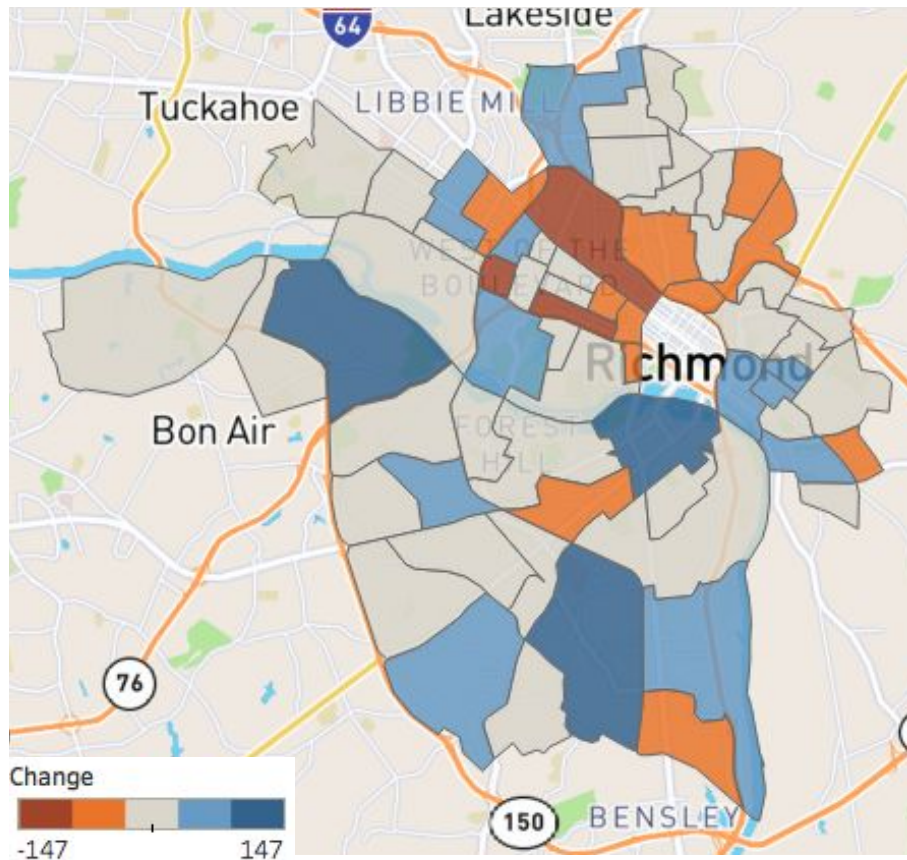 Lakeside
64
Tuckahoe
LIBBIE MILL
WEST OF THE
BOULEVARD
Richmond
Bon Air
FOREST
HILL
76
Change
-147 147
150
BENSLEY